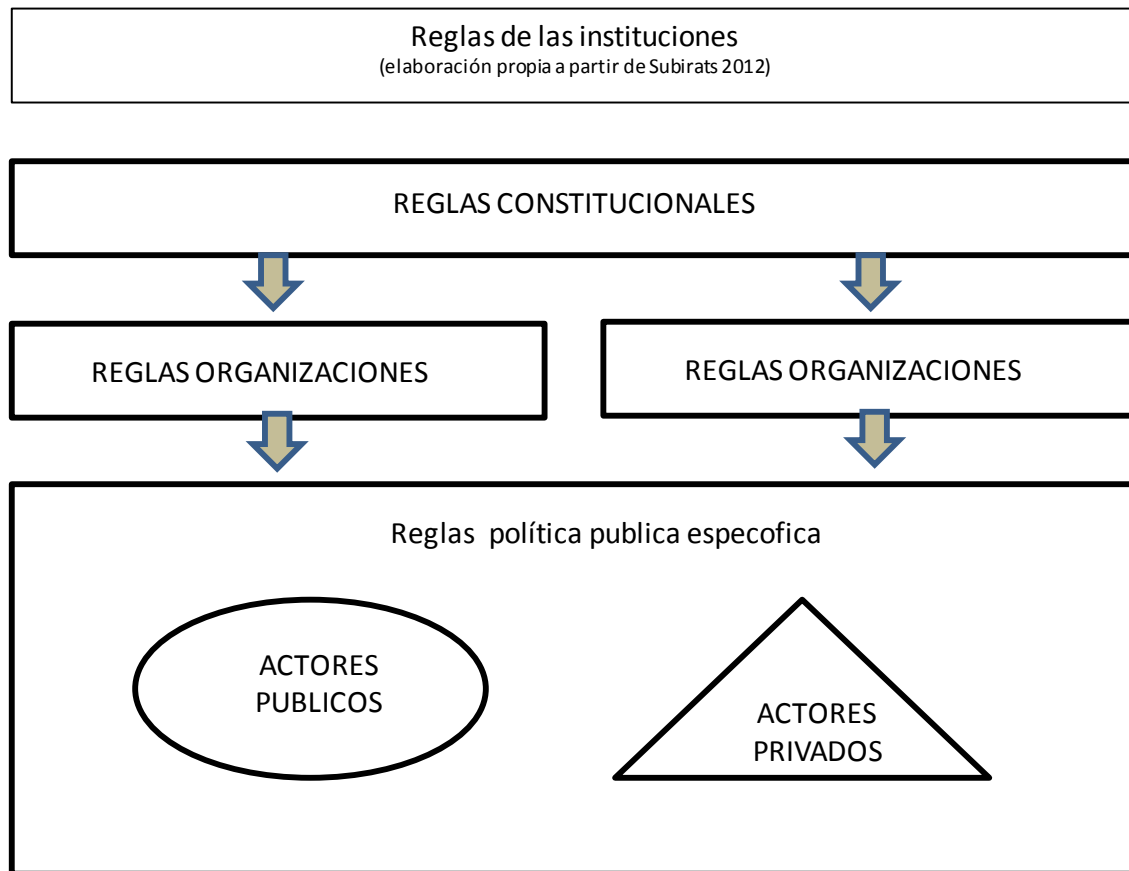 Reglas de las instituciones
(elaboración propia a partir de Subirats 2012)
REGLAS CONSTITUCIONALES
REGLAS ORGANIZACIONES
REGLAS ORGANIZACIONES
Reglas política publica especofica
ACTORES
PUBLICOS
ACTORES
PRIVADOS